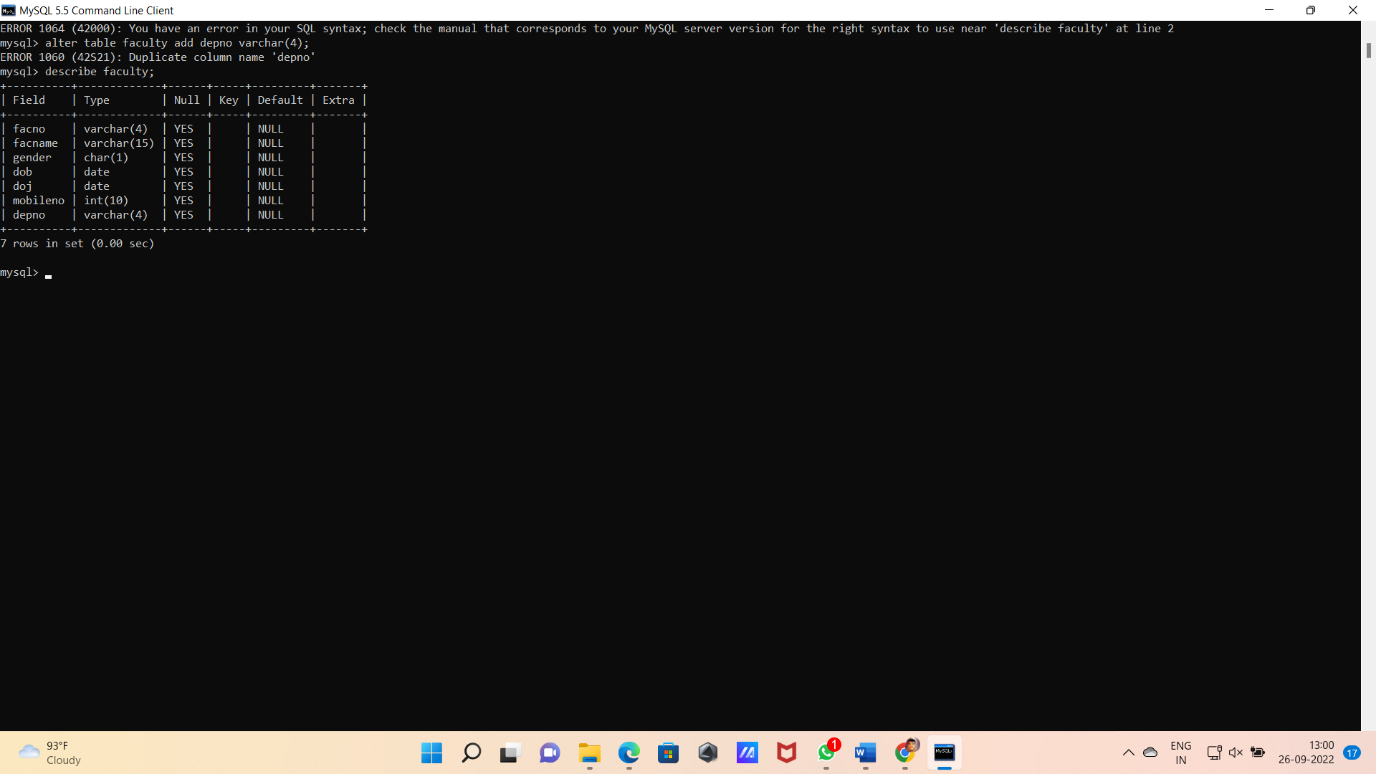 MySQL 5.5 Command Line Client
ERROR 1064 (42000): You have an error in your SQL syntax; check the manual that corresponds to your MySQL server version for the right syntax to use near 'describe faculty' at line 2
mysql> alter table faculty add depno varchar(4);
ERROR 1060 (42S21): Duplicate column name 'depno'
mysql> describe faculty;
+----------+-------------+------+-----+---------+-------+
| Field    | Type        | Null | Key | Default | Extra |
+----------+-------------+------+-----+---------+-------+
| facno    | varchar(4)  | YES  |     | NULL    |       |
| facname  | varchar(15) | YES  |     | NULL    |       |
| gender   | char(1)     | YES  |     | NULL    |       |
| dob      | date        | YES  |     | NULL    |       |
| doj      | date        | YES  |     | NULL    |       |
| mobileno | int(10)     | YES  |     | NULL    |       |
| depno    | varchar(4)  | YES  |     | NULL    |       |
+----------+-------------+------+-----+---------+-------+
7 rows in set (0.00 sec)
mysql>
93°F
Cloudy
1
W
MySQL
ENG
IN
13:00
26-09-2022
17